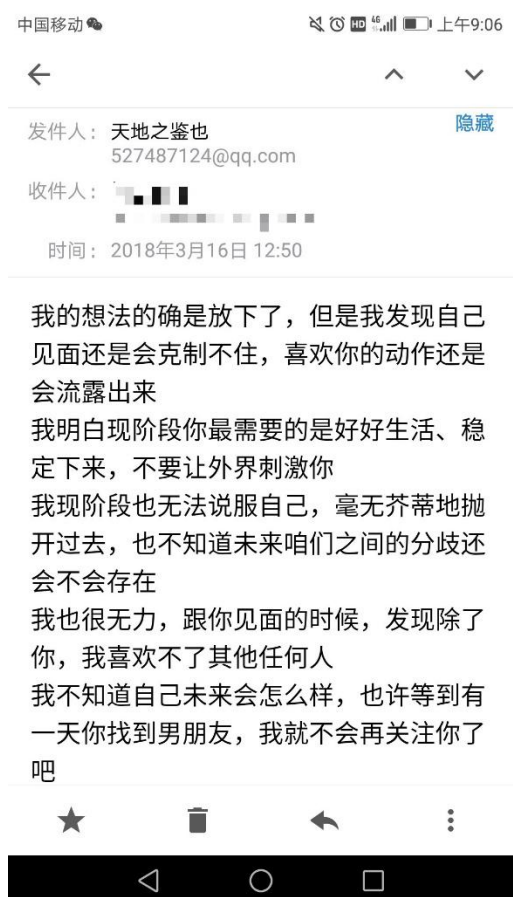 中国移动
HD 46 上午9:06
隐藏
发件人： 天地之鉴也
527487124@qq.com
收件人：
时间： 2018年3月16日 12:50
我的想法的确是放下了，但是我发现自己
见面还是会克制不住，喜欢你的动作还是
会流露出来
我明白现阶段你最需要的是好好生活、稳
定下来，不要让外界刺激你
我现阶段也无法说服自己，毫无芥蒂地抛
开过去，也不知道未来咱们之间的分歧还
会不会存在
我也很无力，跟你见面的时候，发现除了
你，我喜欢不了其他任何人
我不知道自己未来会怎么样，也许等到有
一天你找到男朋友，我就不会再关注你了
吧